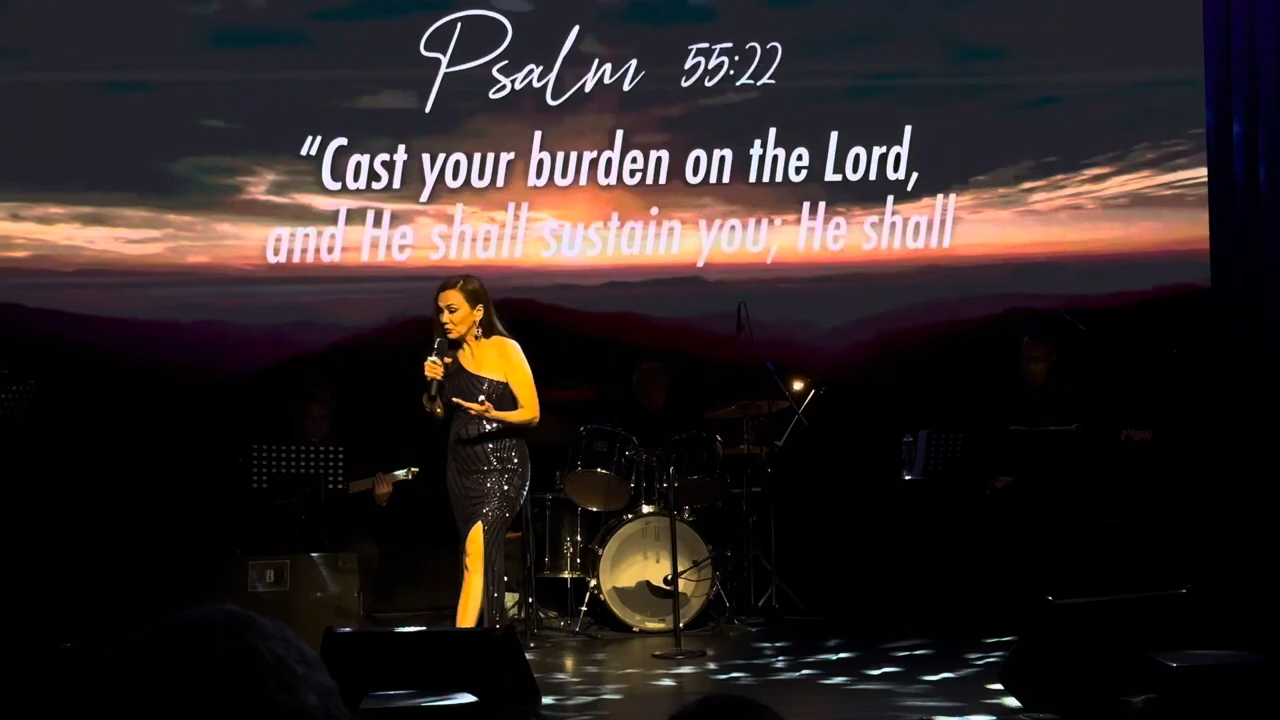 Psalm 55:22
“Cast your burden on the Lord,
and He shall sustain you; He shall
B